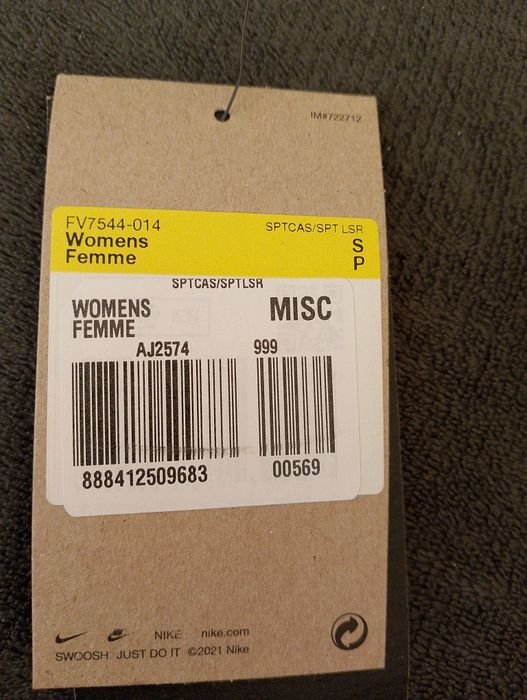 IM#722712
FV7544-014 SPTCAS/SPT LSR
Womens S
Femme P
SPTCAS/SPTLSR
WOMENS MISC
FEMME
AJ2574 999
888412509683 00569
NIKE nike.com
SWOOSH JUST DO IT ©2021 Nike